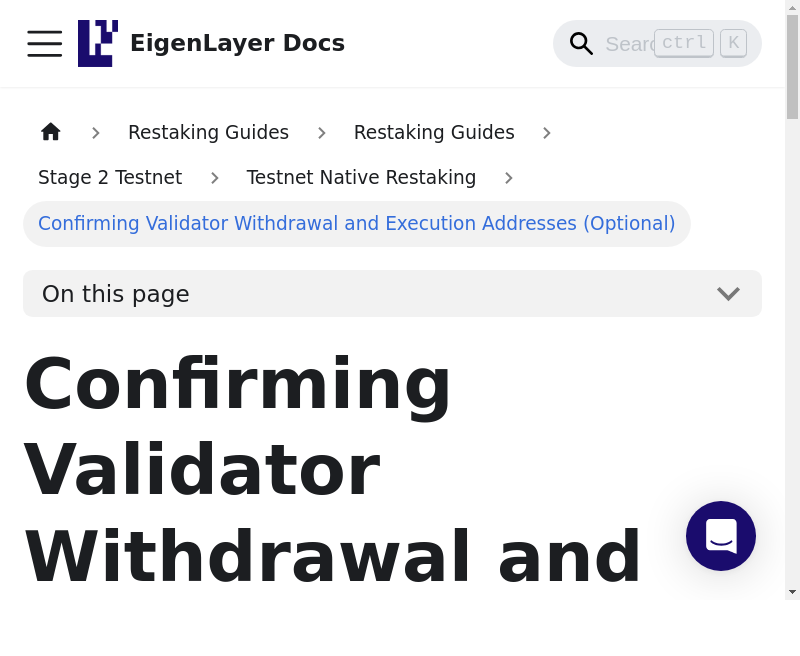 EigenLayer Docs
ctrl K
Restaking Guides Restaking Guides
Stage 2 Testnet Testnet Native Restaking
Confirming Validator Withdrawal and Execution Addresses (Optional)
On this page
Confirming
Validator
Withdrawal and